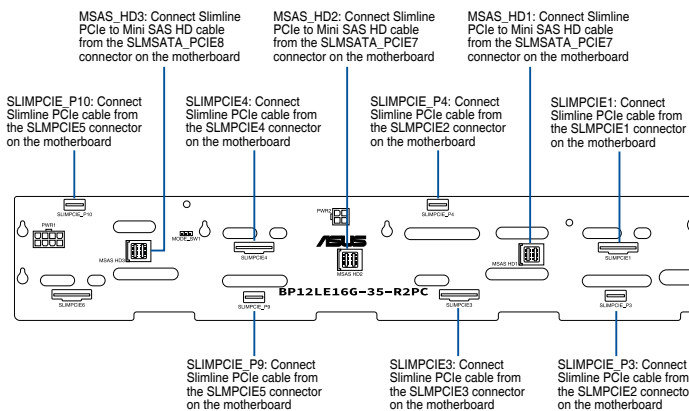 MSAS_HD3: Connect Slimline
PCIe to Mini SAS HD cable
from the SLMSATA_PCIE8
connector on the motherboard
MSAS_HD2: Connect Slimline
PCIe to Mini SAS HD cable
from the SLMSATA_PCIE7
connector on the motherboard
MSAS_HD1: Connect Slimline
PCIe to Mini SAS HD cable
from the SLMSATA_PCIE7
connector on the motherboard
SLIMPCIE_P10: Connect
Slimline PCIe cable from
the SLMPCIE5 connector
on the motherboard
SLIMPCIE4: Connect
Slimline PCIe cable from
the SLMPCIE4 connector
on the motherboard
SLIMPCIE_P4: Connect
Slimline PCIe cable from
the SLMPCIE2 connector
on the motherboard
SLIMPCIE1: Connect
Slimline PCIe cable from
the SLMPCIE1 connector
on the motherboard
SLIMPCIE_P10
PWR1
MODE_SW1
MSAS HD3
SLIMPCIE4
PWR2
ASUS
MSAS HD2
SLIMPCIE_P4
MSAS HD1
SLIMPCIE1
SLIMPCIE6
SLIMPCIE_P9
BP12LE16G-35-R2PC
SLIMPCIE3
SLIMPCIE_P3
SLIMPCIE_P9: Connect
Slimline PCIe cable from
the SLMPCIE5 connector
on the motherboard
SLIMPCIE3: Connect
Slimline PCIe cable from
the SLMPCIE3 connector
on the motherboard
SLIMPCIE_P3: Connect
Slimline PCIe cable from
the SLMPCIE2 connecto
on the motherboard